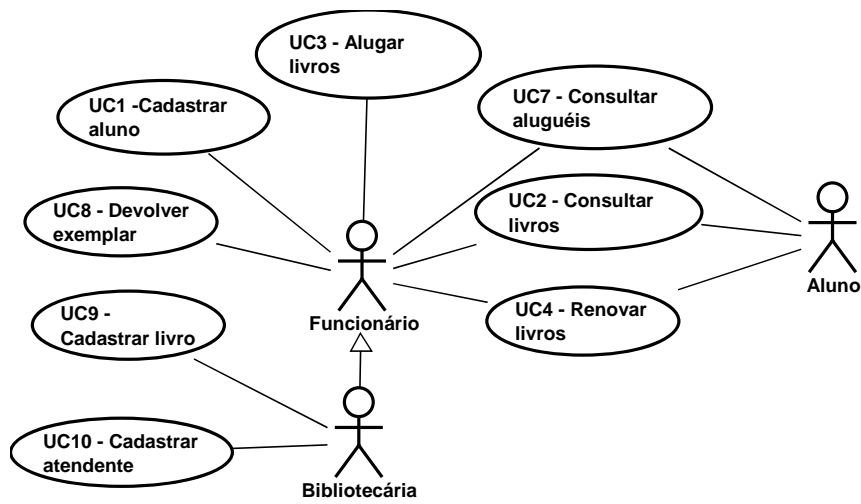 UC3 - Alugar
livros
UC1 -Cadastrar
aluno
UC7 - Consultar
aluguéis
UC8 - Devolver
exemplar
UC2 - Consultar
livros
Aluno
UC9 -
Cadastrar livro
Funcionário
UC4 - Renovar
livros
UC10 - Cadastrar
atendente
Bibliotecária